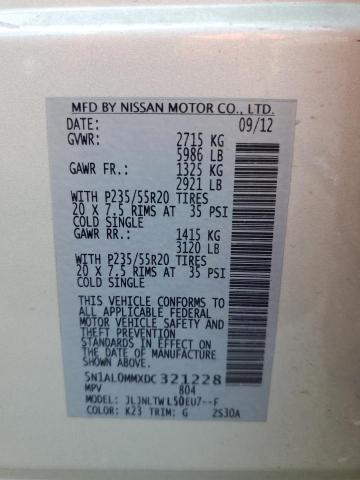 MFD BY NISSAN MOTOR CO., LTD.
DATE: 09/12
GVWR: 2715 KG
5986 LB
GAWR FR.: 1325 KG
2921 LB
WITH P235/55R20 TIRES
20 X 7.5 RIMS AT 35 PSI
COLD SINGLE
GAWR RR.: 1415 KG
3120 LB
WITH P235/55R20 TIRES
20 X 7.5 RIMS AT 35 PSI
COLD SINGLE
THIS VEHICLE CONFORMS TO
ALL APPLICABLE FEDERAL
MOTOR VEHICLE SAFETY AND
THEFT PREVENTION
STANDARDS IN EFFECT ON
THE DATE OF MANUFACTURE
SHOWN ABOVE.
5N1AL0MMXDC321228
MPV 804
MODEL: JLJNLTWL50EU7--F
COLOR: K23 TRIM: G 2S30A